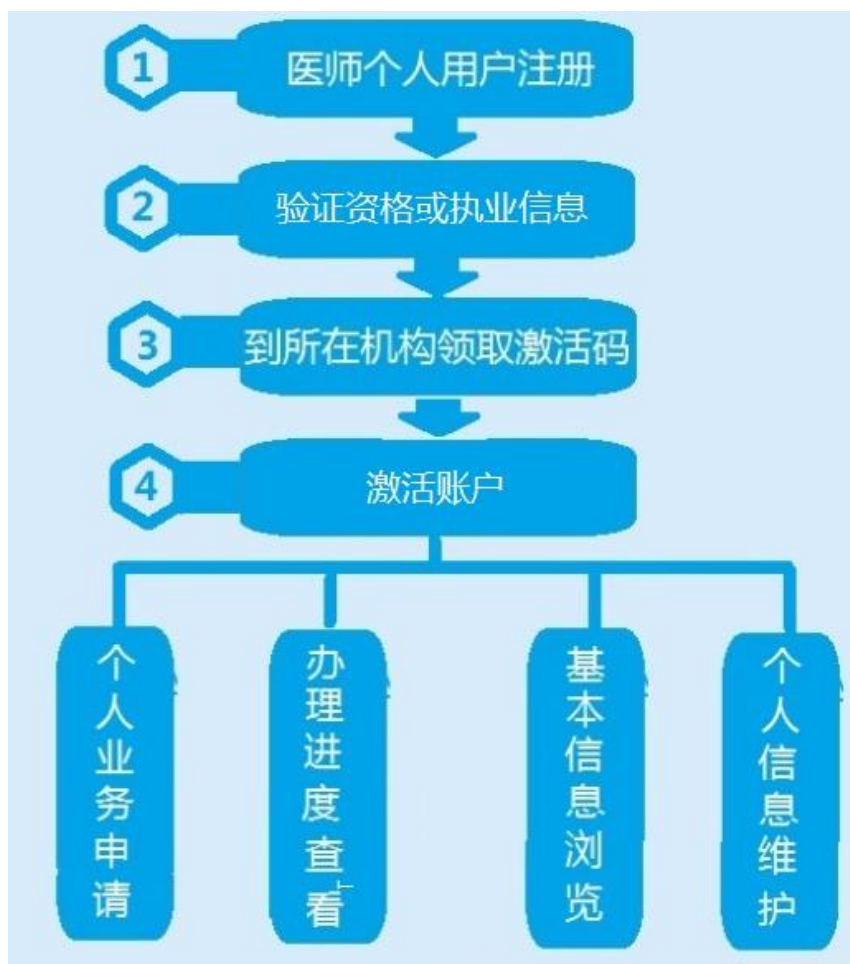 1 医师个人用户注册
2 验证资格或执业信息
3 到所在机构领取激活码
4 激活账户
个人业务申请
办理进度查看
基本信息浏览
个人信息维护